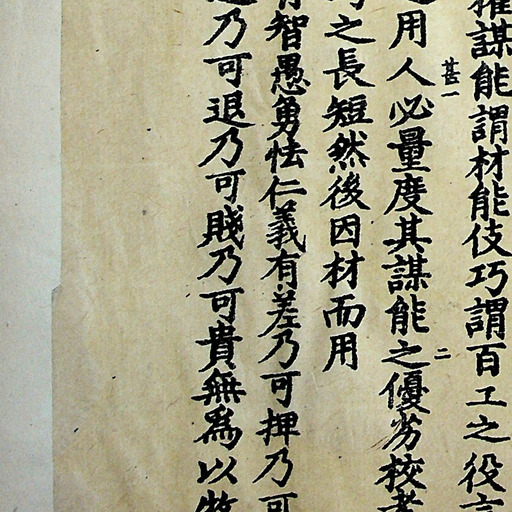 謀能謂材能伎巧謂百工之役言
用人必量度其謀能之優劣校考
甚一
二
之長短然後因材而用
智愚勇怯仁義有差乃可押乃可
乃可退乃可賤乃可貴無為以